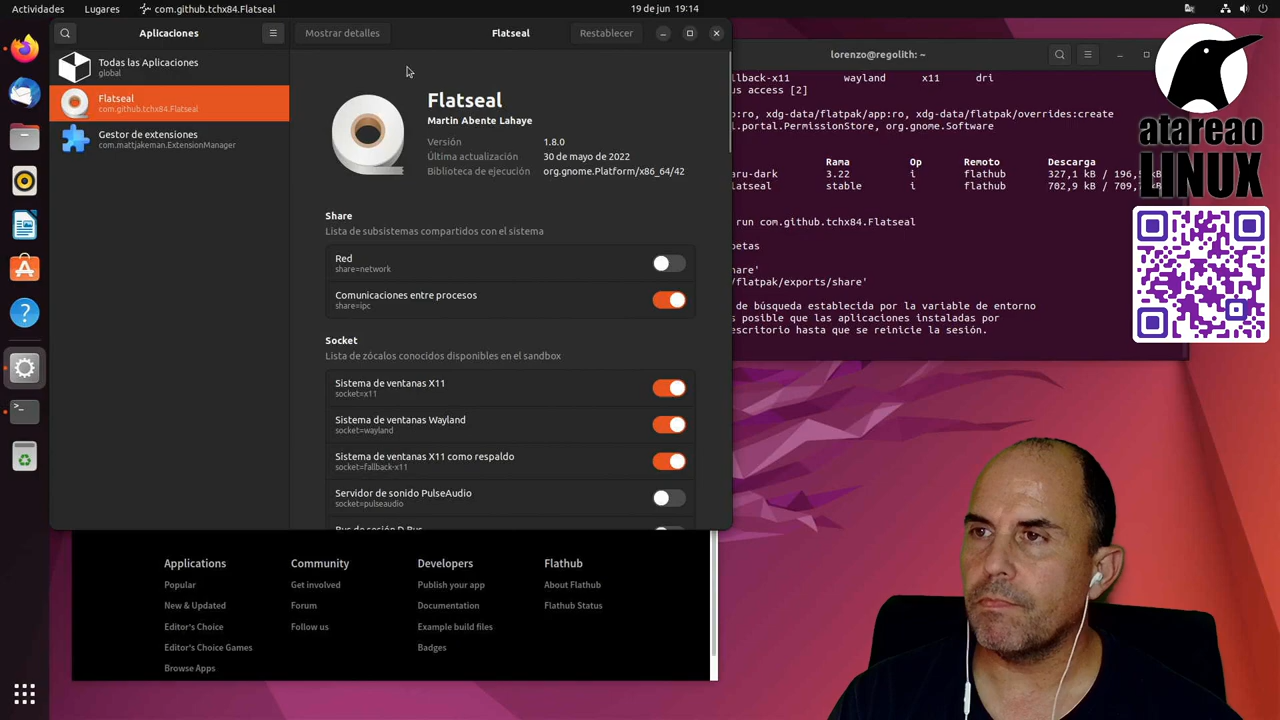 Actividades
Lugares
com.github.tchx84.Flatseal
19 de jun 19:14
Aplicaciones
Mostrar detalles
Flatseal
Restablecer
Todas las Aplicaciones
global
Flatseal
com.github.tchx84.Flatseal
Gestor de extensiones
com.mattjakeman.ExtensionManager
Flatseal
Martin Abente Lahaye
Versión 1.8.0
Última actualización 30 de mayo de 2022
Biblioteca de ejecución org.gnome.Platform/x86_64/42
Share
Lista de subsistemas compartidos con el sistema
Red
share=network
Comunicaciones entre procesos
share=ipc
Socket
Lista de zócalos conocidos disponibles en el sandbox
Sistema de ventanas X11
socket=x11
Sistema de ventanas Wayland
socket=wayland
Sistema de ventanas X11 como respaldo
socket=fallback-x11
Servidor de sonido PulseAudio
socket=pulseaudio
Bus de sesión D-Bus
lorenzo@regolith: ~
llback-x11 wayland x11 dri
us access [2]
p:ro, xdg-data/flatpak/app:ro, xdg-data/flatpak/overrides:create
.portal.PermissionStore, org.gnome.Software
Rama Op Remoto Descarga
aru-dark 3.22 i flathub 327,1 kB / 196,5
latseal stable i flathub 702,9 kB / 709,
run com.github.tchx84.Flatseal
petas
hare'
/flatpak/exports/share'
de búsqueda establecida por la variable de entorno
s posible que las aplicaciones instaladas por
escritorio hasta que se reinicie la sesión.
atareao
LINUX
Applications
Popular
New & Updated
Editor's Choice
Editor's Choice Games
Browse Apps
Community
Get involved
Forum
Follow us
Developers
Publish your app
Documentation
Example build files
Badges
Flathub
About Flathub
Flathub Status